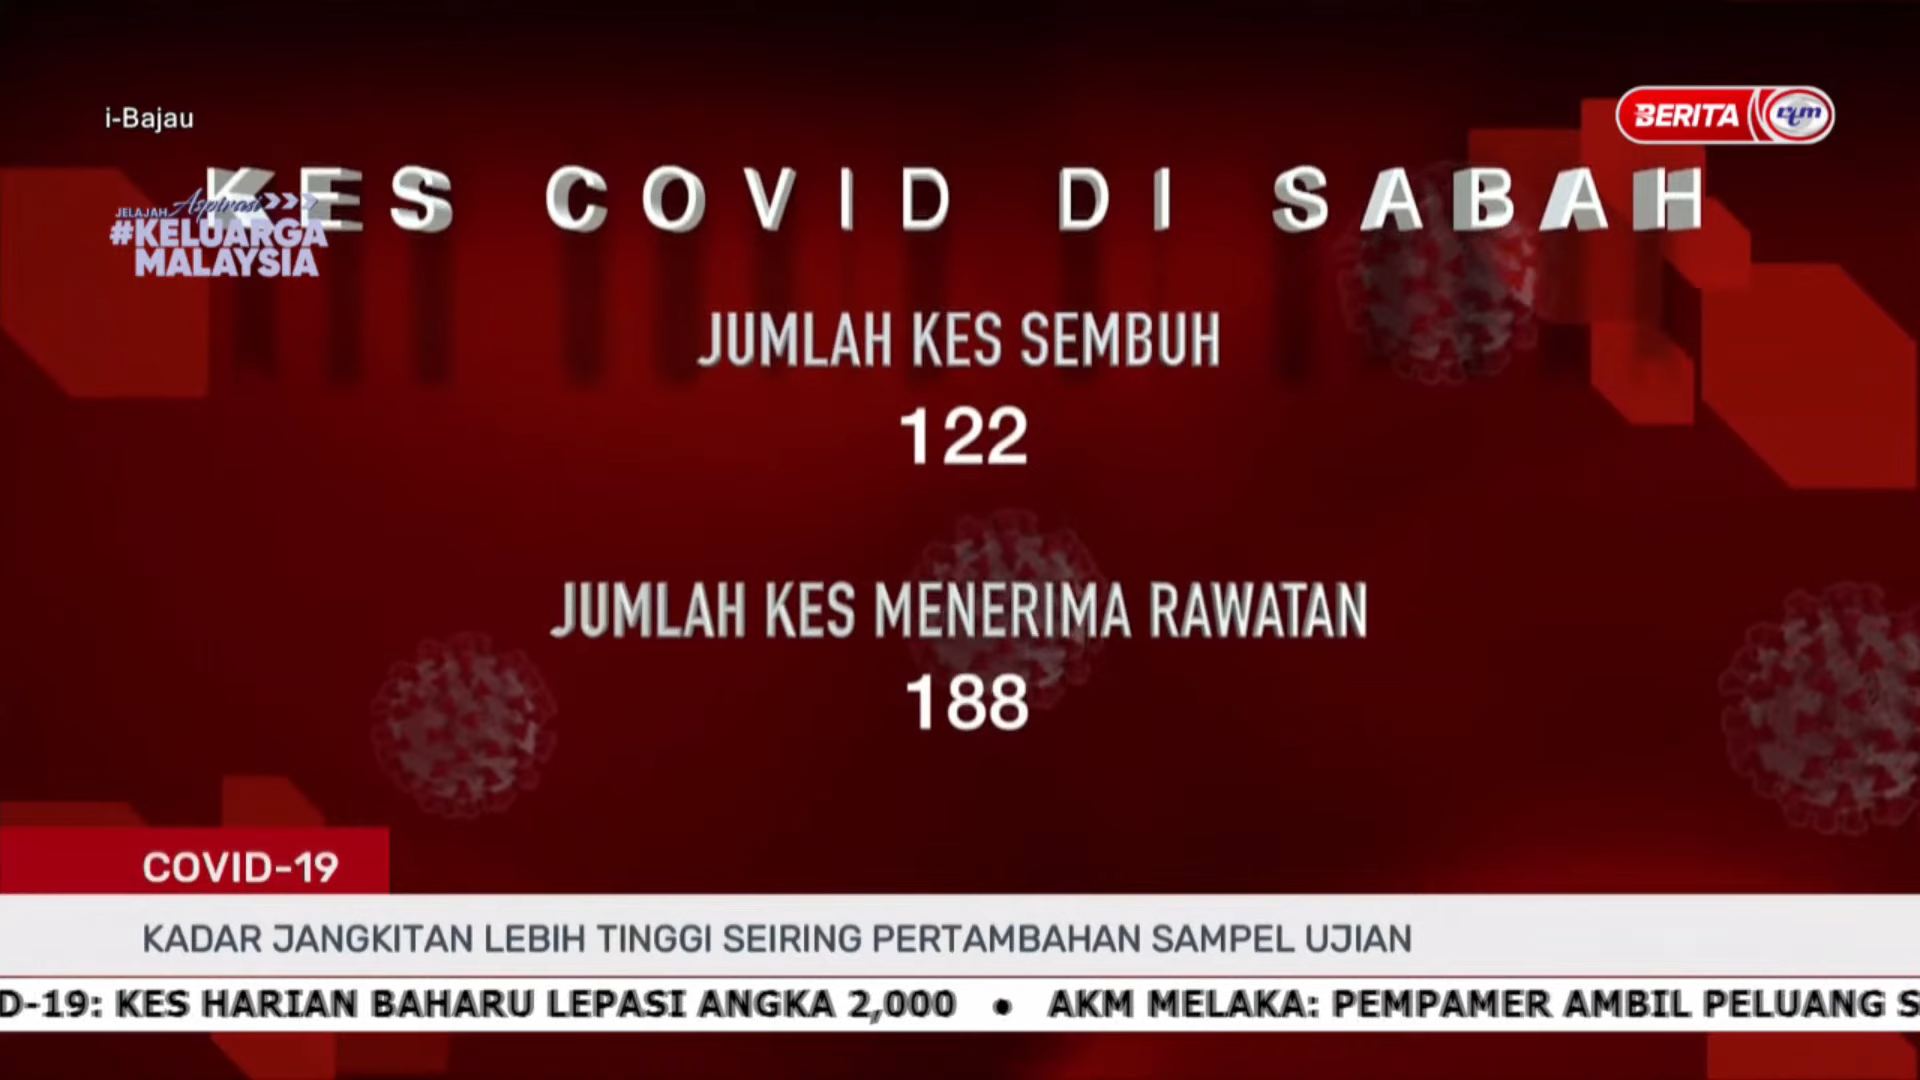 i-Bajau
BERITA rtm
KES COVID DI SABAH
JELAJAH Aspirasi
#KELUARGA
MALAYSIA
JUMLAH KES SEMBUH
122
JUMLAH KES MENERIMA RAWATAN
188
COVID-19
KADAR JANGKITAN LEBIH TINGGI SEIRING PERTAMBAHAN SAMPEL UJIAN
D-19: KES HARIAN BAHARU LEPASI ANGKA 2,000 • AKM MELAKA: PEMPAMER AMBIL PELUANG S